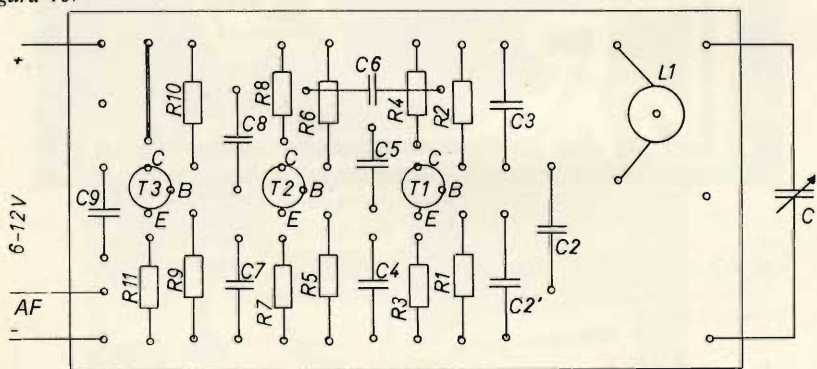 +
6-12V
AF
-
C9
T3
C
B
E
R10
R11
R9
C8
C7
R8
T2
C
B
E
R7
R6
R5
C6
C5
C4
R4
T1
C
B
E
R3
R2
R1
C3
C2'
C2
L1
C